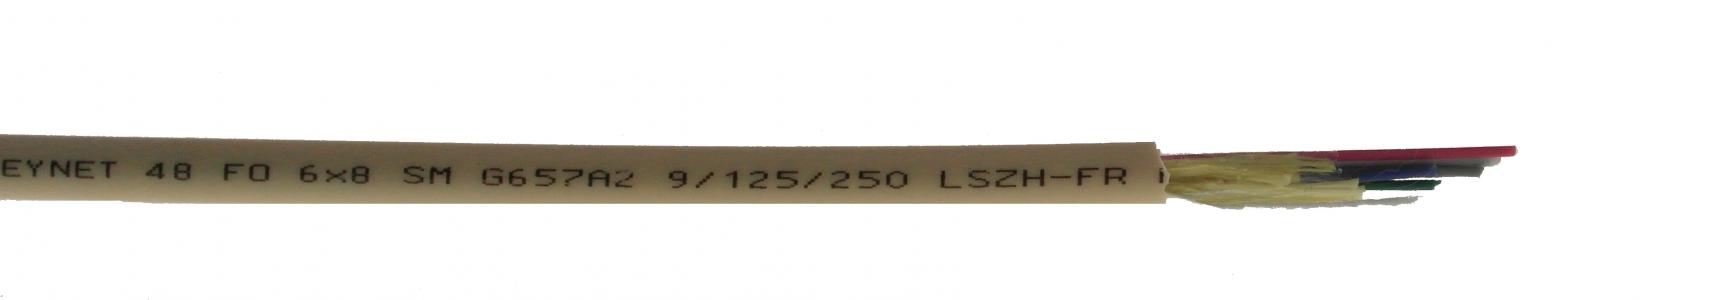 EYNET 48 FO 6x8 SM G657A2 9/125/250 LSZH-FR